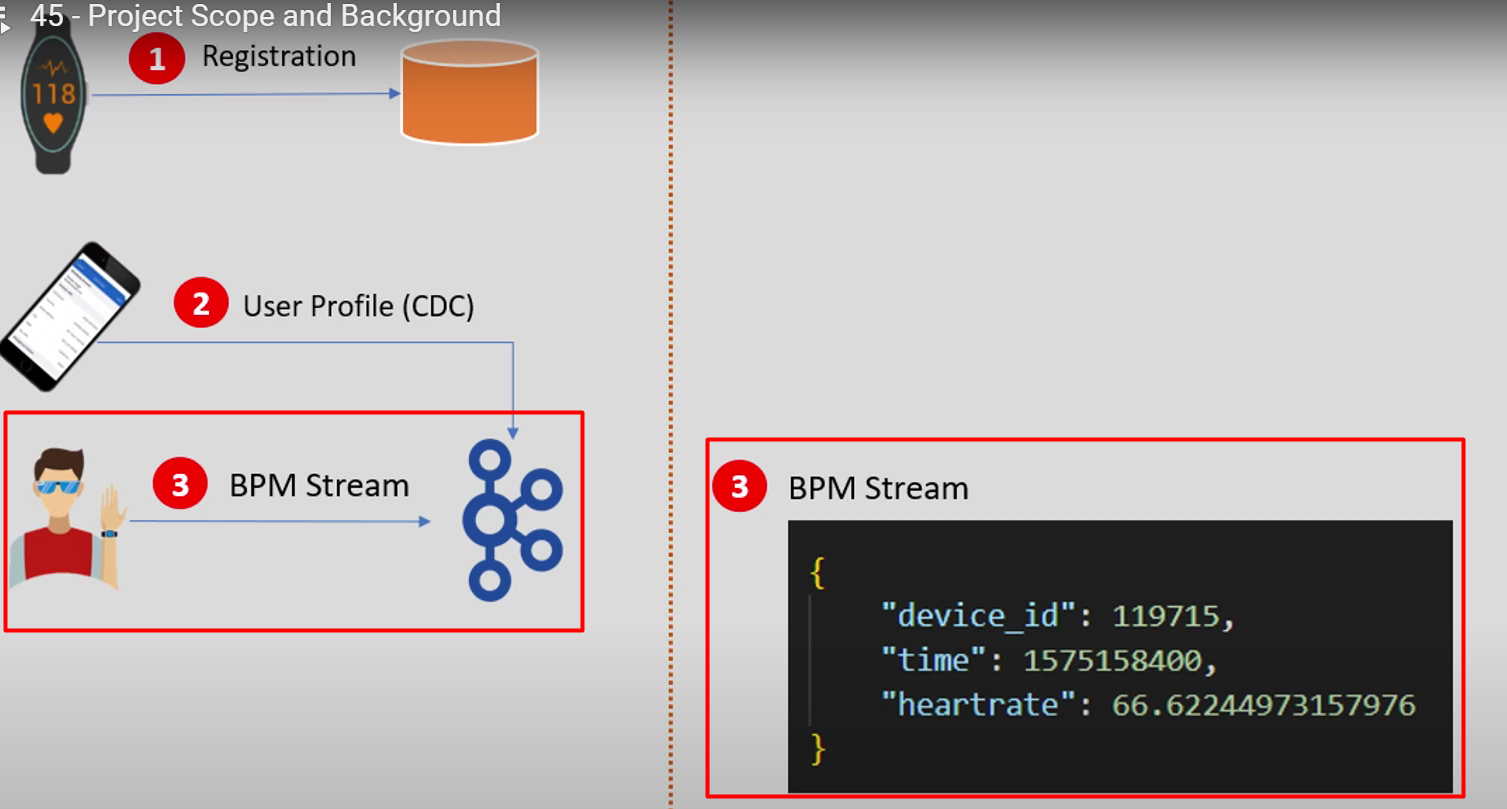 45 - Project Scope and Background
118
1 Registration
2 User Profile (CDC)
3 BPM Stream
3 BPM Stream
{
"device_id": 119715,
"time": 1575158400,
"heartrate": 66.62244973157976
}